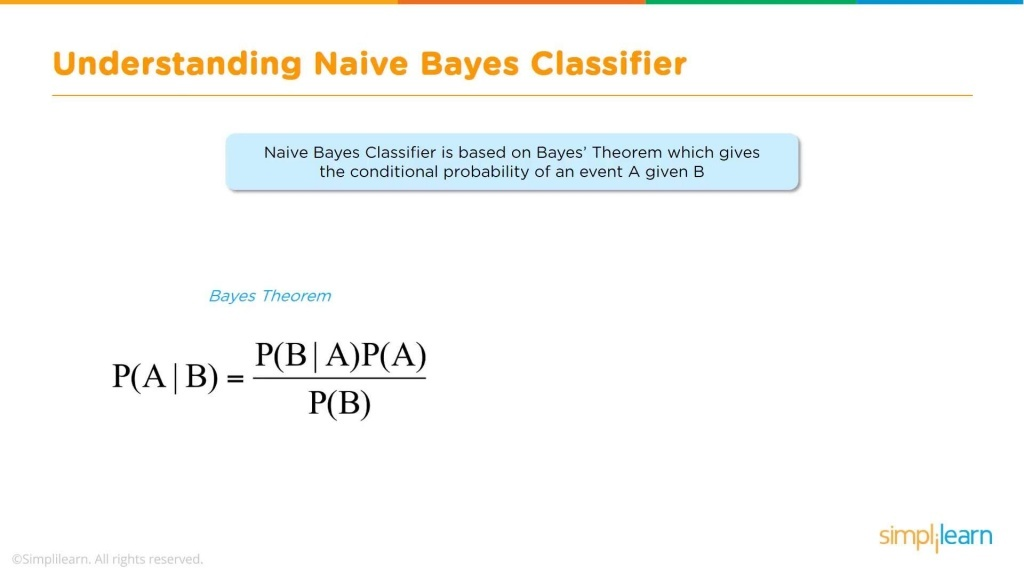 Understanding Naive Bayes Classifier
Naive Bayes Classifier is based on Bayes’ Theorem which gives
the conditional probability of an event A given B
Bayes Theorem
P(A | B) = P(B | A)P(A)
P(B)
simplilearn
©Simplilearn. All rights reserved.